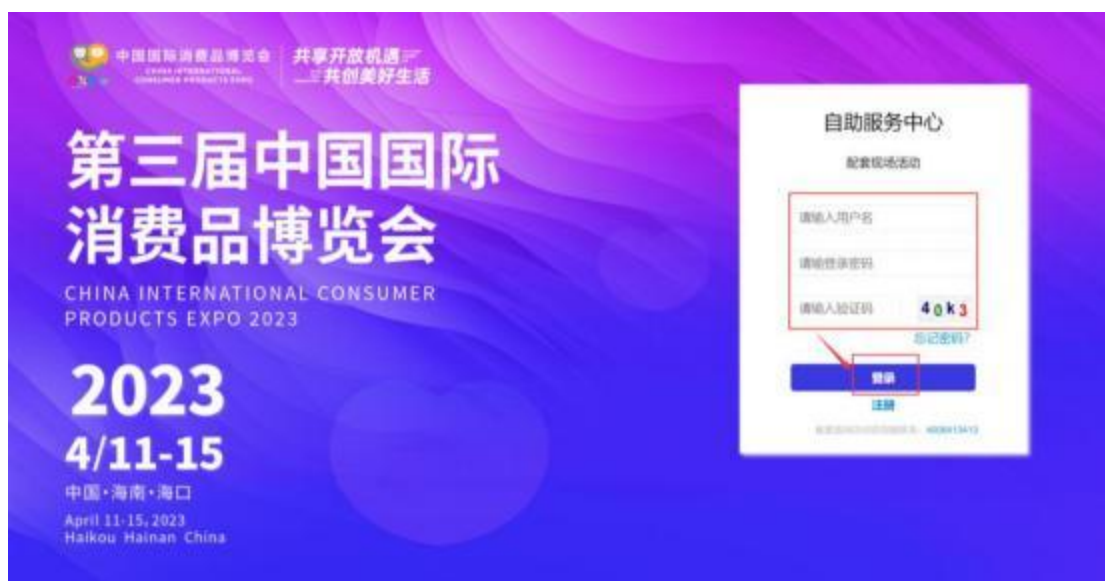 中国国际消费品博览会
CHINA INTERNATIONAL
CONSUMER PRODUCTS EXPO
共享开放机遇
共创美好生活
第三届中国国际
消费品博览会
CHINA INTERNATIONAL CONSUMER
PRODUCTS EXPO 2023
2023
4/11-15
中国·海南·海口
April 11-15, 2023
Haikou Hainan China
自助服务中心
配套现场活动
请输入用户名
请输登录密码
请输入验证码
40k3
忘记密码?
登录
注册